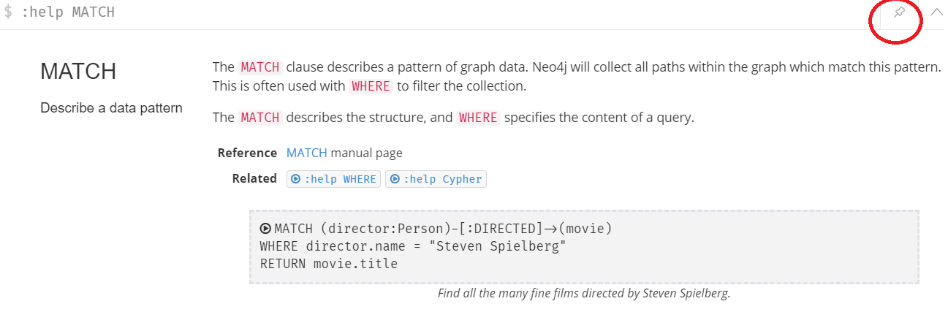 $ :help MATCH
MATCH
Describe a data pattern
The MATCH clause describes a pattern of graph data. Neo4j will collect all paths within the graph which match this pattern.
This is often used with WHERE to filter the collection.
The MATCH describes the structure, and WHERE specifies the content of a query.
Reference MATCH manual page
Related :help WHERE :help Cypher
MATCH (director:Person)-[:DIRECTED]->(movie)
WHERE director.name = "Steven Spielberg"
RETURN movie.title
Find all the many fine films directed by Steven Spielberg.